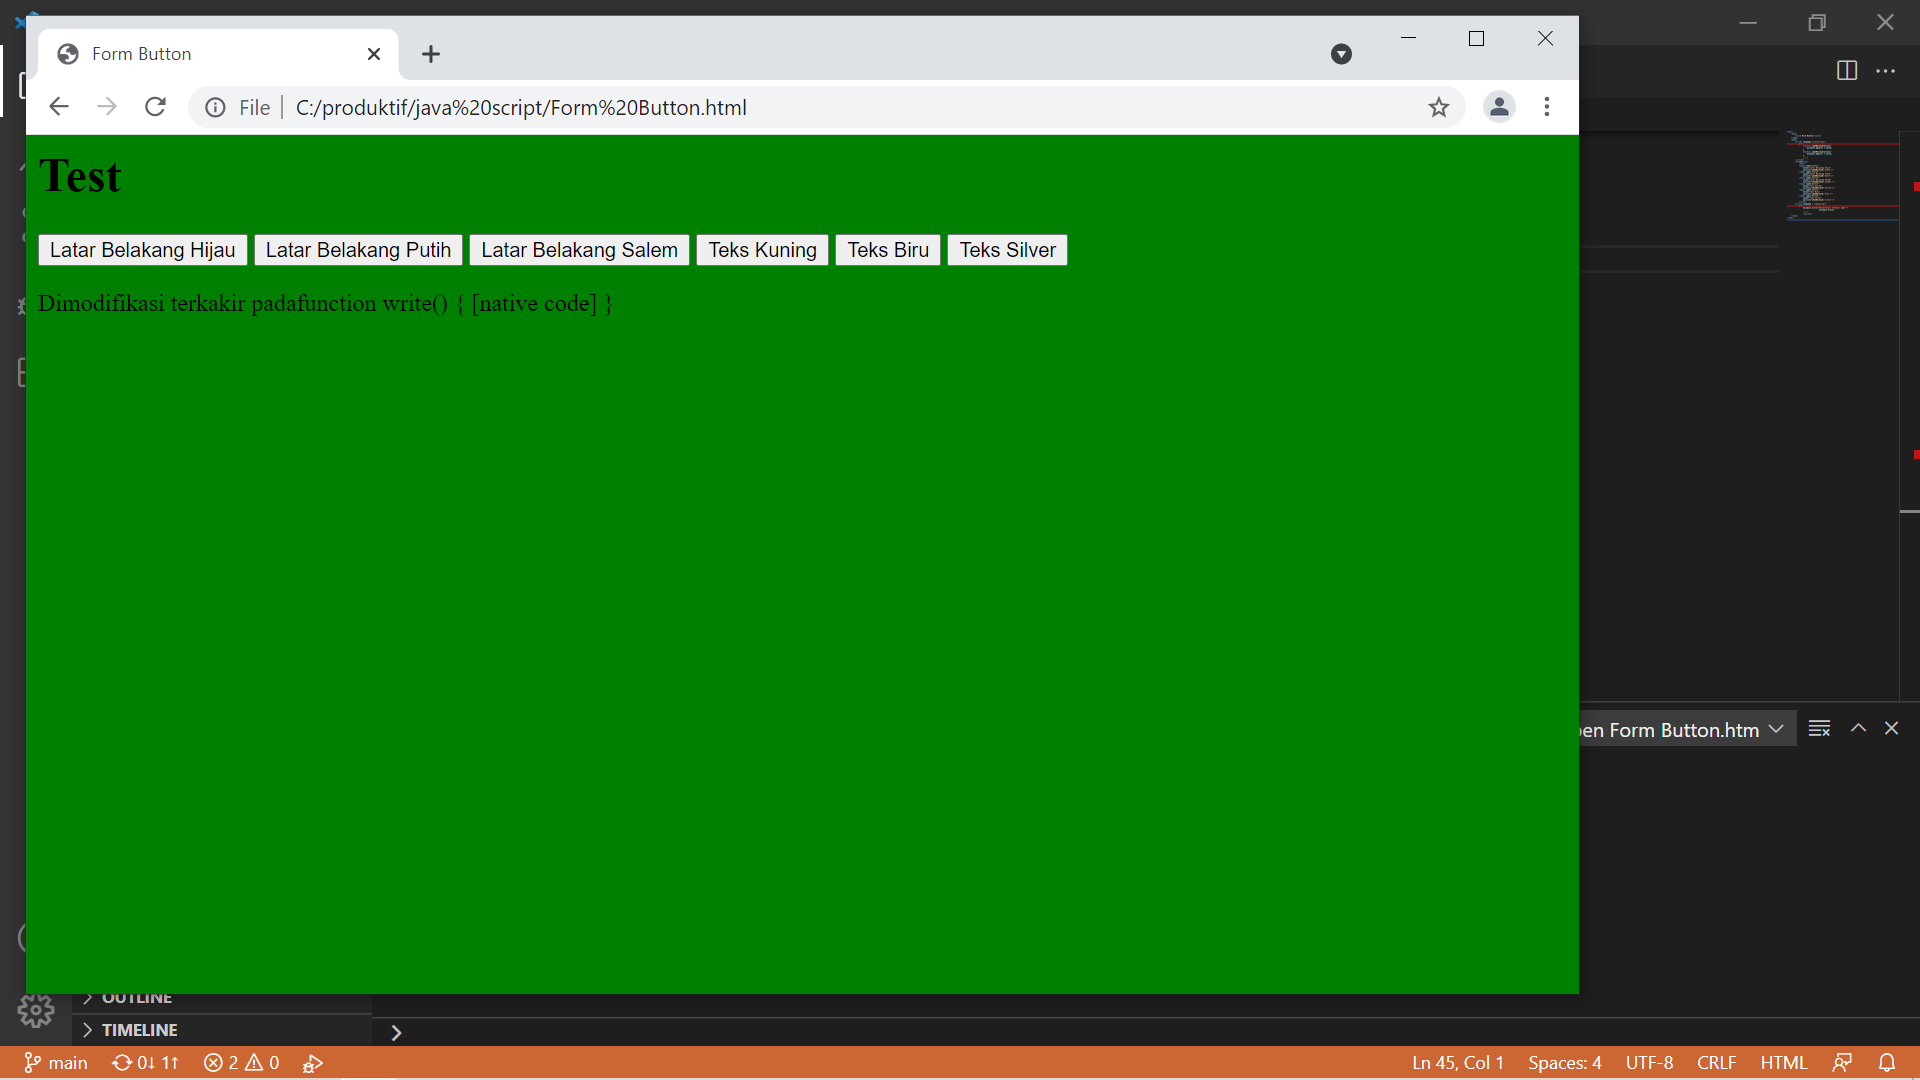 Form Button
File
C:/produktif/java%20script/Form%20Button.html
Test
Latar Belakang Hijau Latar Belakang Putih Latar Belakang Salem Teks Kuning Teks Biru Teks Silver
Dimodifikasi terkakir padafunction write() { [native code] }
Form Button.htm
OUTLINE
TIMELINE
main 0↓ 1↑ 2 0 Ln 45, Col 1 Spaces: 4 UTF-8 CRLF HTML